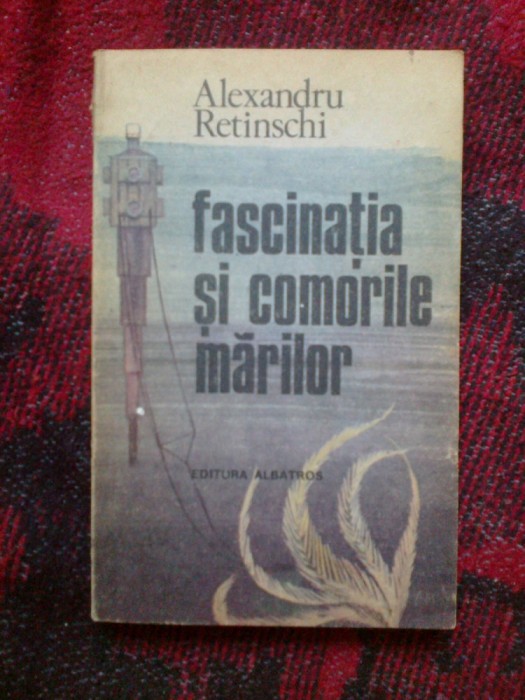 Alexandru
Retinschi
fascinația
și comorile
mărilor
EDITURA ALBATROS